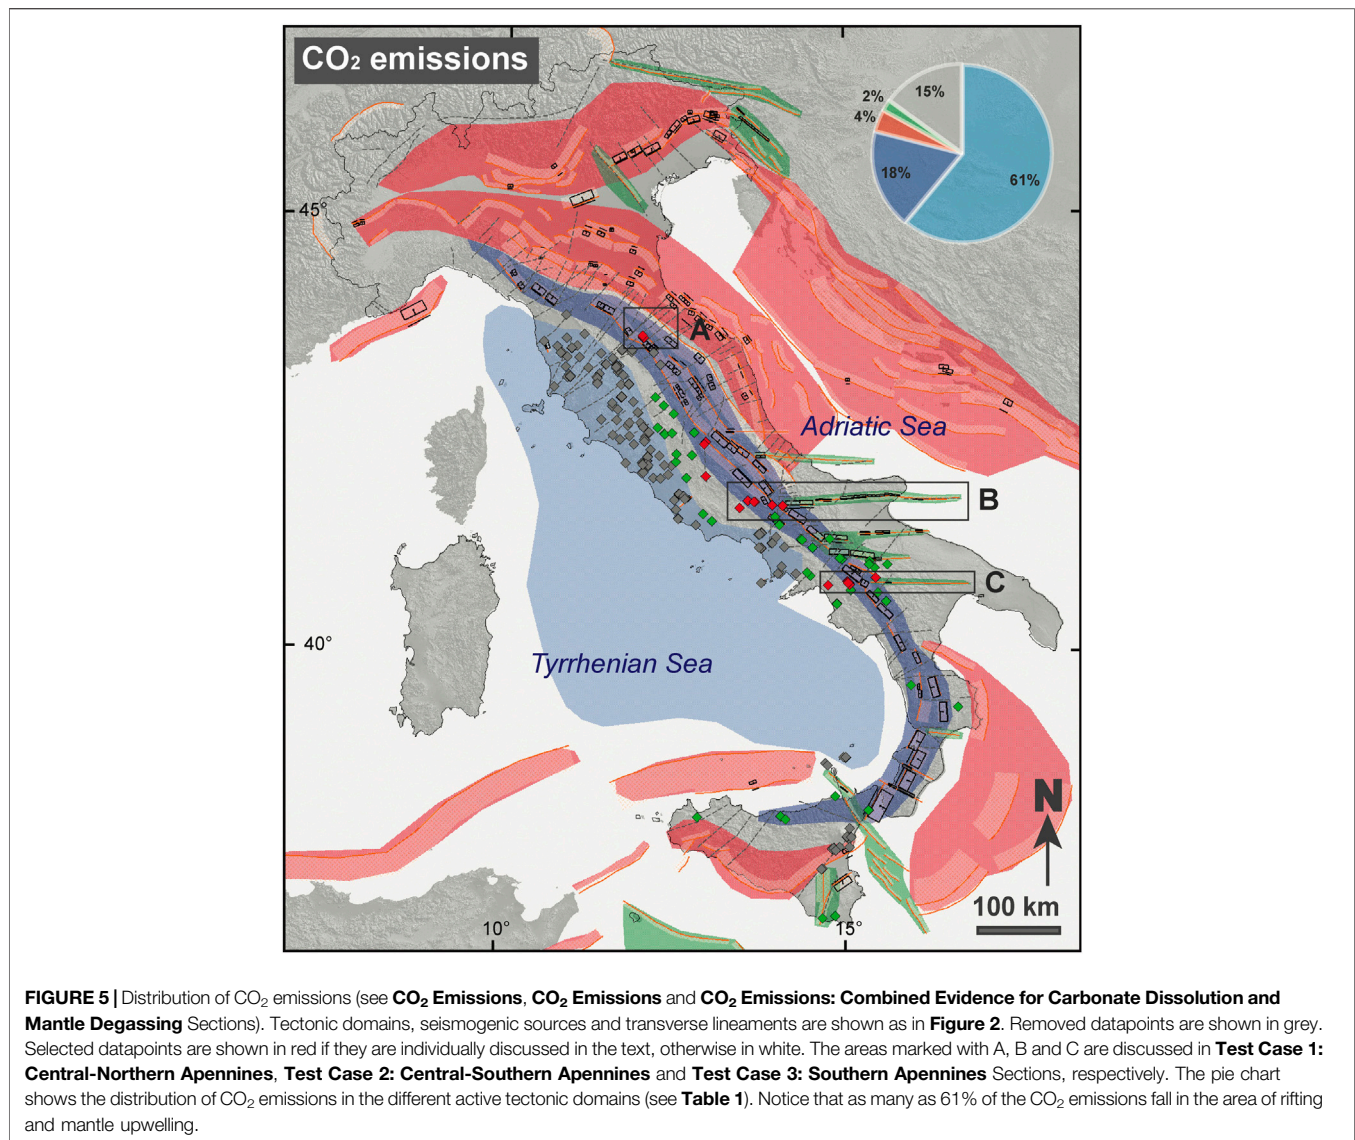 CO2 emissions
2%
15%
4%
18%
61%
45°
A
Adriatic Sea
B
C
40°
Tyrrhenian Sea
N
100 km
10°
15°
FIGURE 5 | Distribution of CO2 emissions (see CO2 Emissions, CO2 Emissions and CO2 Emissions: Combined Evidence for Carbonate Dissolution and
Mantle Degassing Sections). Tectonic domains, seismogenic sources and transverse lineaments are shown as in Figure 2. Removed datapoints are shown in grey.
Selected datapoints are shown in red if they are individually discussed in the text, otherwise in white. The areas marked with A, B and C are discussed in Test Case 1:
Central-Northern Apennines, Test Case 2: Central-Southern Apennines and Test Case 3: Southern Apennines Sections, respectively. The pie chart
shows the distribution of CO2 emissions in the different active tectonic domains (see Table 1). Notice that as many as 61% of the CO2 emissions fall in the area of rifting
and mantle upwelling.